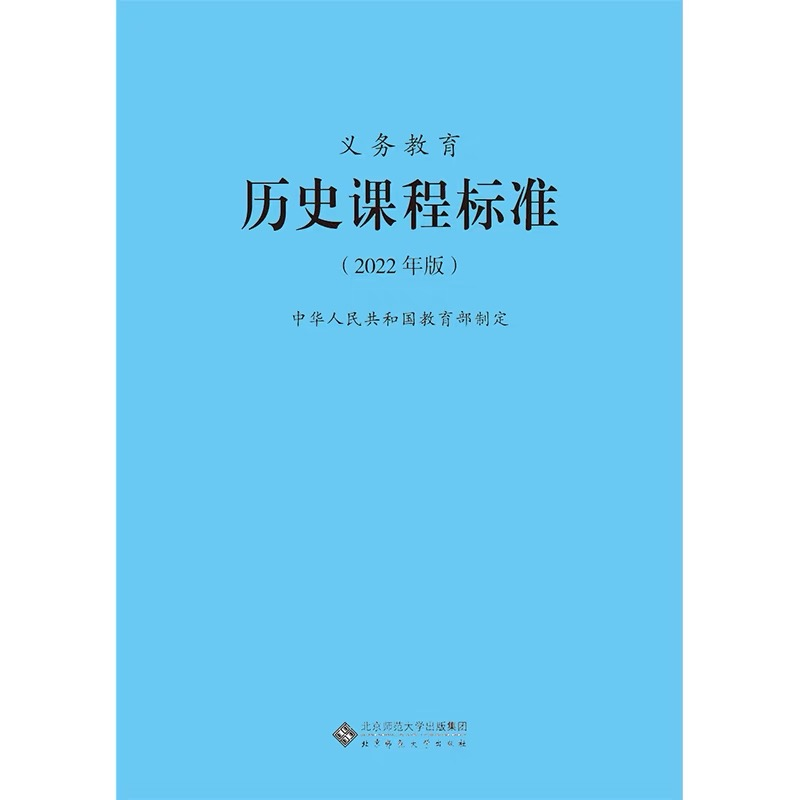 义务教育
历史课程标准
（2022年版）
中华人民共和国教育部制定
北京师范大学出版集团
北京师范大学出版社